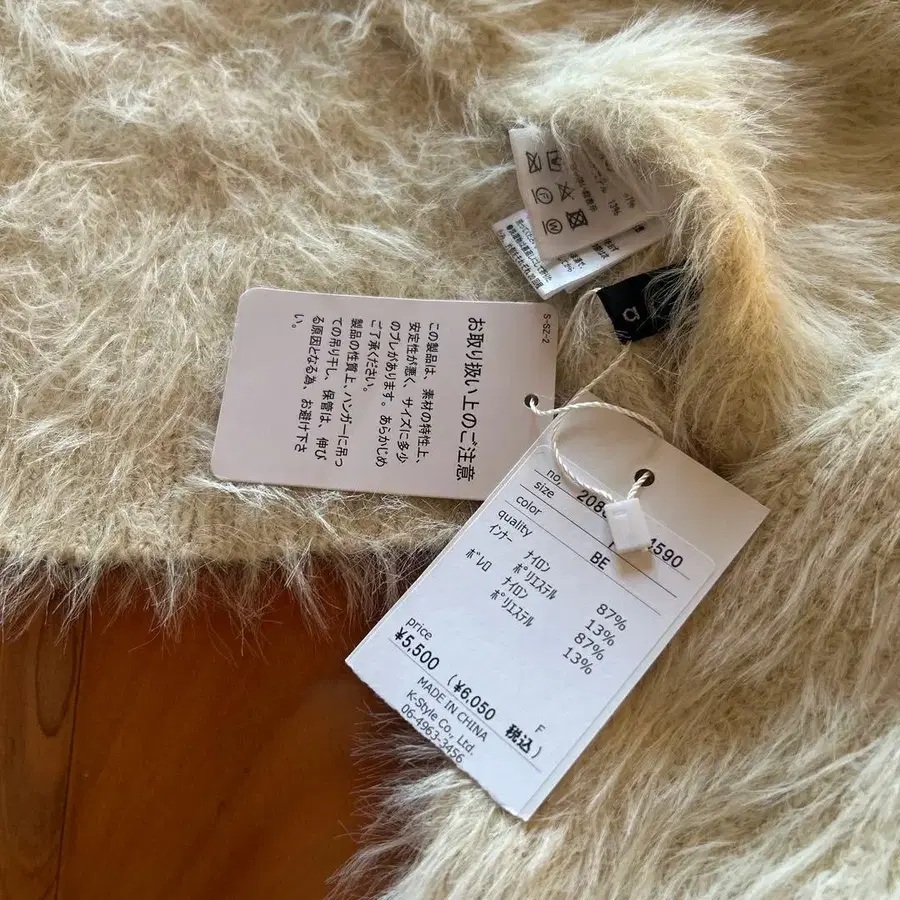 S-SZ-2
お取り扱い上のご注意
この製品は、素材の特性上、
安定性が悪く、サイズに多少
のブレがあります。あらかじめ
ご了承ください。
製品の性質上、ハンガーに吊っ
ての吊り干し、保管は、伸び
る原因となる為、お避け下さ
い。
no, 208 4590
size F
color BE
quality
インナー ナイロン 87%
ポリエステル 13%
ボレロ ナイロン 87%
ポリエステル 13%
price
¥5,500 (¥6,050 税込)
MADE IN CHINA
K-Style Co., Ltd.
06-4963-3456
13%